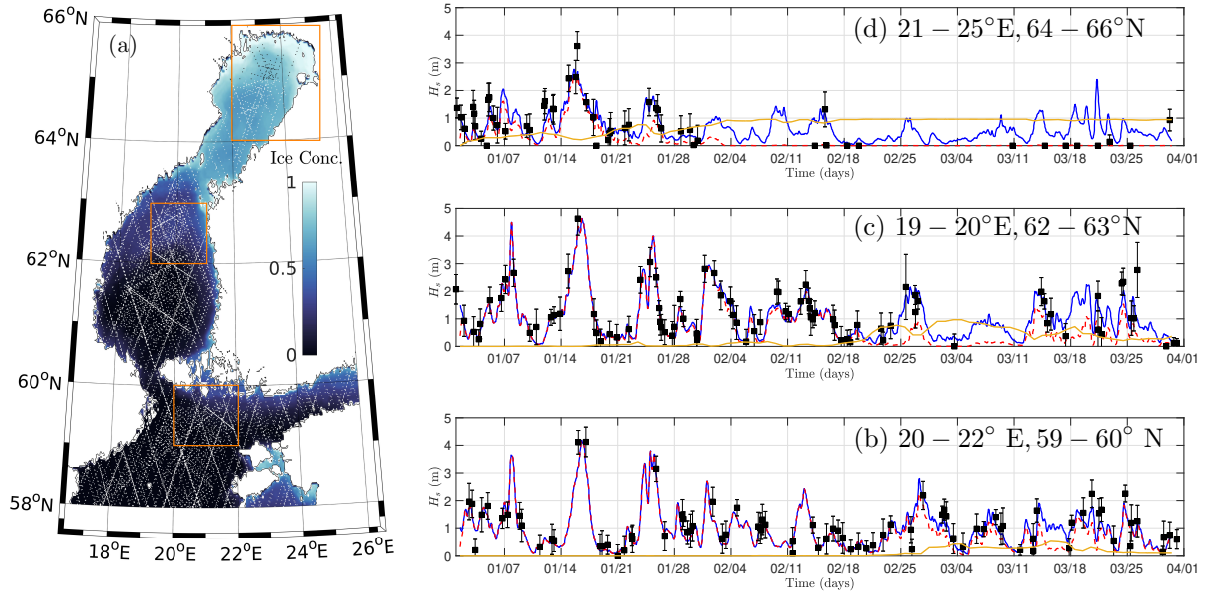 66°N
(a)
64°N
Ice Conc.
1
62°N
0.5
0
60°N
58°N
18°E 20°E 22°E 24°E 26°E
5
4
3
2
1
0
H_s (m)
(d) 21 − 25°E, 64 − 66°N
01/07 01/14 01/21 01/28 02/04 02/11 02/18 02/25 03/04 03/11 03/18 03/25 04/01
Time (days)
5
4
3
2
1
0
H_s (m)
(c) 19 − 20°E, 62 − 63°N
01/07 01/14 01/21 01/28 02/04 02/11 02/18 02/25 03/04 03/11 03/18 03/25 04/01
Time (days)
5
4
3
2
1
0
H_s (m)
(b) 20 − 22° E, 59 − 60° N
01/07 01/14 01/21 01/28 02/04 02/11 02/18 02/25 03/04 03/11 03/18 03/25 04/01
Time (days)